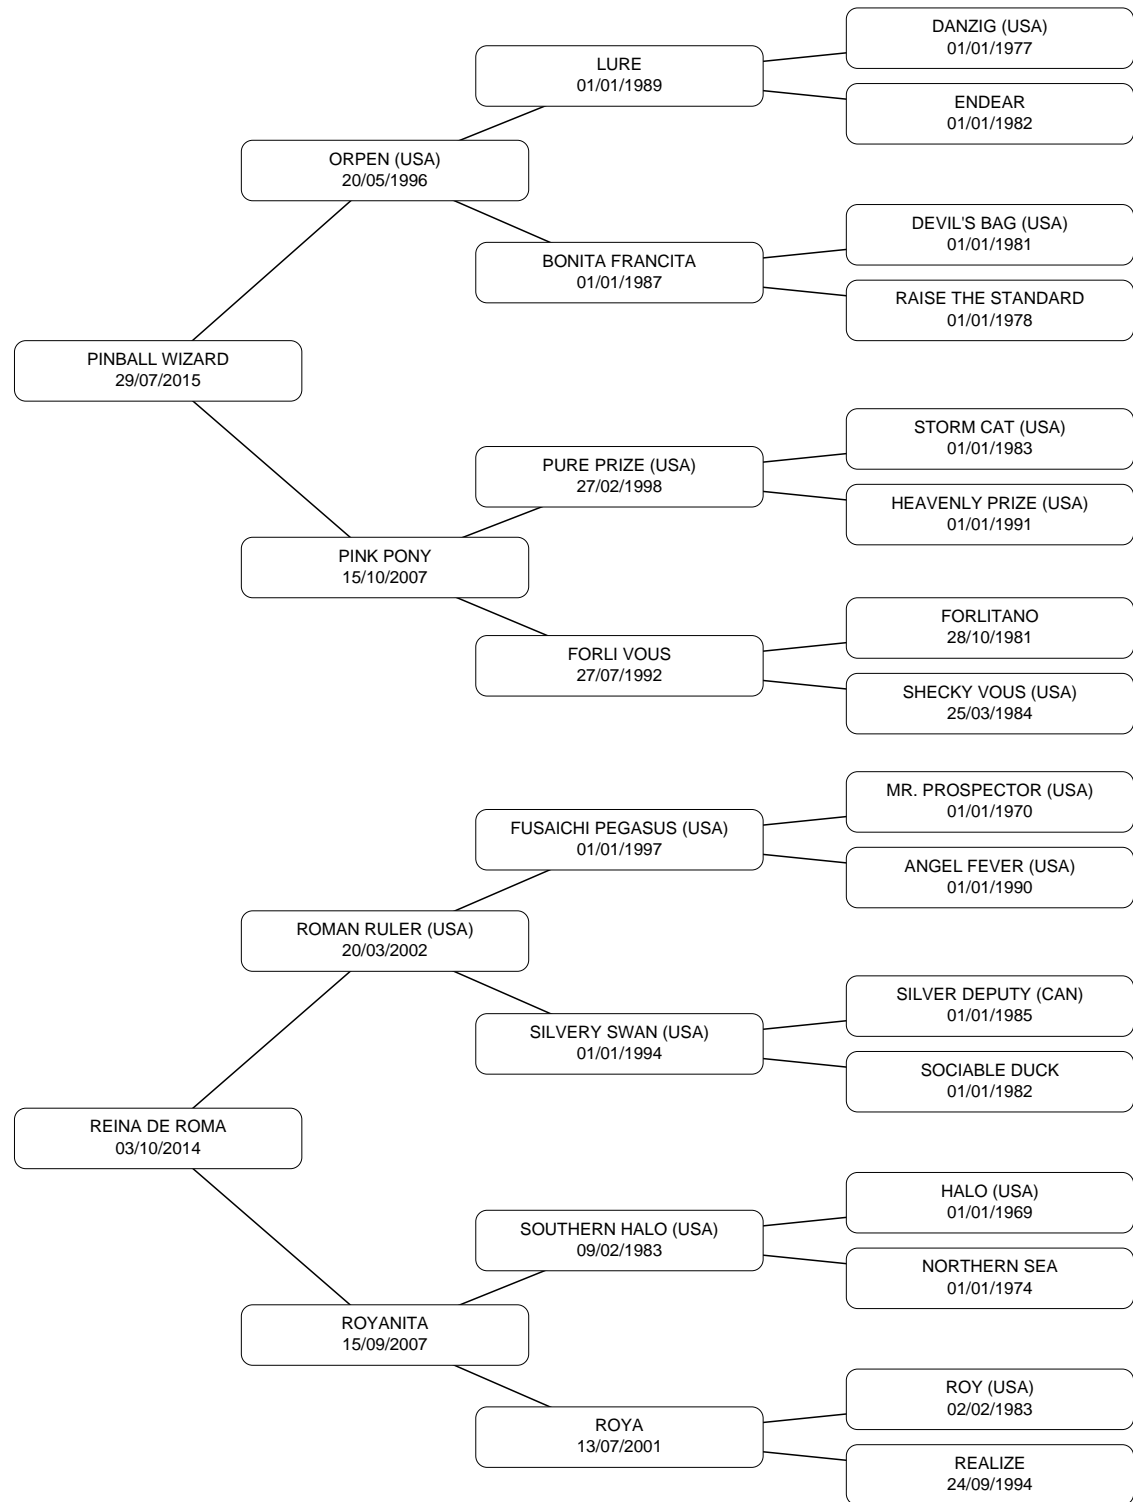 DANZIG (USA)
01/01/1977
LURE
01/01/1989
ENDEAR
01/01/1982
ORPEN (USA)
20/05/1996
DEVIL'S BAG (USA)
01/01/1981
BONITA FRANCITA
01/01/1987
RAISE THE STANDARD
01/01/1978
PINBALL WIZARD
29/07/2015
STORM CAT (USA)
01/01/1983
PURE PRIZE (USA)
27/02/1998
HEAVENLY PRIZE (USA)
01/01/1991
PINK PONY
15/10/2007
FORLITANO
28/10/1981
FORLI VOUS
27/07/1992
SHECKY VOUS (USA)
25/03/1984
MR. PROSPECTOR (USA)
01/01/1970
FUSAICHI PEGASUS (USA)
01/01/1997
ANGEL FEVER (USA)
01/01/1990
ROMAN RULER (USA)
20/03/2002
SILVER DEPUTY (CAN)
01/01/1985
SILVERY SWAN (USA)
01/01/1994
SOCIABLE DUCK
01/01/1982
REINA DE ROMA
03/10/2014
HALO (USA)
01/01/1969
SOUTHERN HALO (USA)
09/02/1983
NORTHERN SEA
01/01/1974
ROYANITA
15/09/2007
ROY (USA)
02/02/1983
ROYA
13/07/2001
REALIZE
24/09/1994